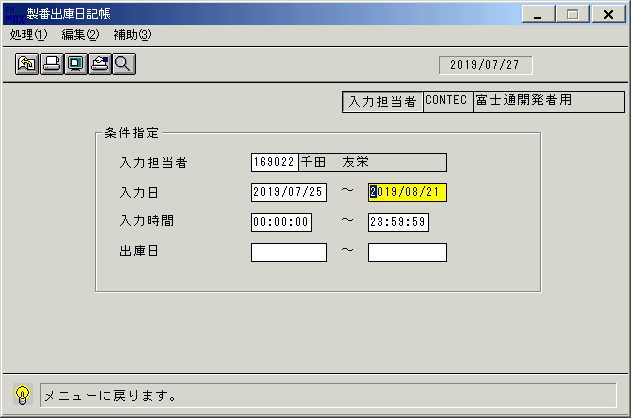 製番出庫日記帳
処理(1) 編集(2) 補助(3)
2019/07/27
入力担当者 CONTEC 富士通開発者用
条件指定
入力担当者 169022 千田 友栄
入力日 2019/07/25 ～ 2019/08/21
入力時間 00:00:00 ～ 23:59:59
出庫日 ～
メニューに戻ります。